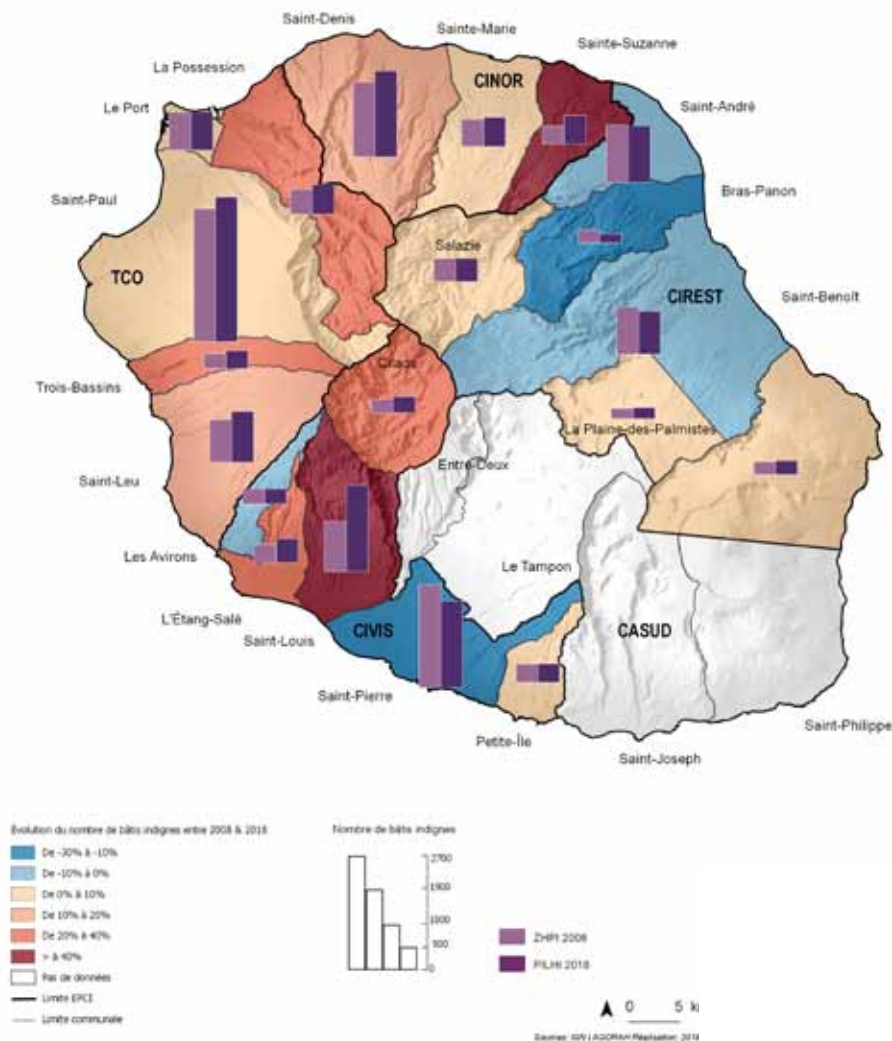 Saint-Denis
Sainte-Marie
Sainte-Suzanne
La Possession
CINOR
Le Port
Saint-André
Saint-Paul
Bras-Panon
Salazie
TCO
CIREST
Saint-Benoît
Cilaos
Trois-Bassins
La Plaine-des-Palmistes
Entre-Deux
Saint-Leu
Les Avirons
Le Tampon
L'Étang-Salé
Saint-Louis
CIVIS
CASUD
Saint-Pierre
Saint-Philippe
Petite-Île
Saint-Joseph
Évolution du nombre de bâtis indignes entre 2008 & 2018
De -30% à -10%
De -10% à 0%
De 0% à 10%
De 10% à 20%
De 20% à 40%
> à 40%
Pas de données
Limite EPCI
Limite communale
Nombre de bâtis indignes
2700
1900
1000
500
0
ZHPI 2008
PILHI 2018
0 5 k
Sources: IGN | AGORAH Réalisation: 2018